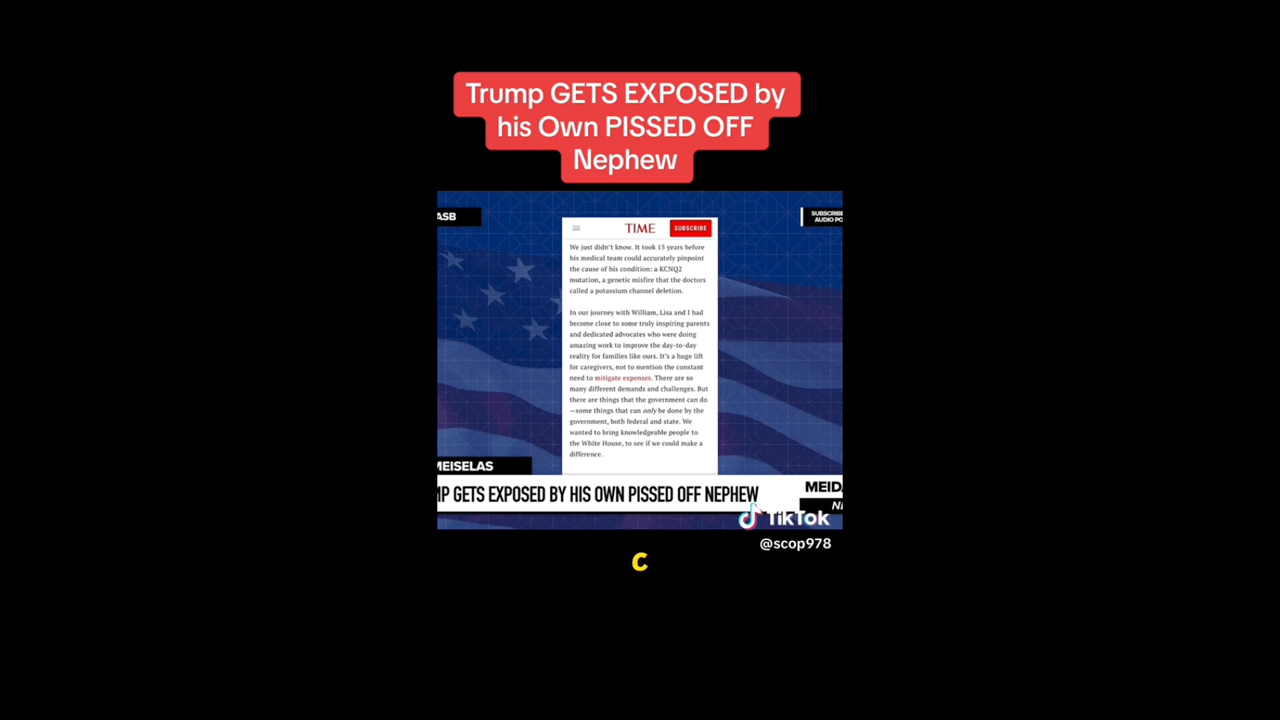 Trump GETS EXPOSED by
his Own PISSED OFF
Nephew
ASB
SUBSCRIBE
AUDIO PO
TIME
SUBSCRIBE
We just didn't know. It took 15 years before
his medical team could accurately pinpoint
the cause of his condition: a KCNQ2
mutation, a genetic misfire that the doctors
called a potassium channel deletion.
In our journey with William, Lisa and I had
become close to some truly inspiring parents
and dedicated advocates who were doing
amazing work to improve the day-to-day
reality for families like ours. It's a huge lift
for caregivers, not to mention the constant
need to mitigate expenses. There are so
many different demands and challenges. But
there are things that the government can do
—some things that can only be done by the
government, both federal and state. We
wanted to bring knowledgeable people to
the White House, to see if we could make a
difference.
MEISELAS
MP GETS EXPOSED BY HIS OWN PISSED OFF NEPHEW
MEIDA
NE
TikTok
@scop978
C